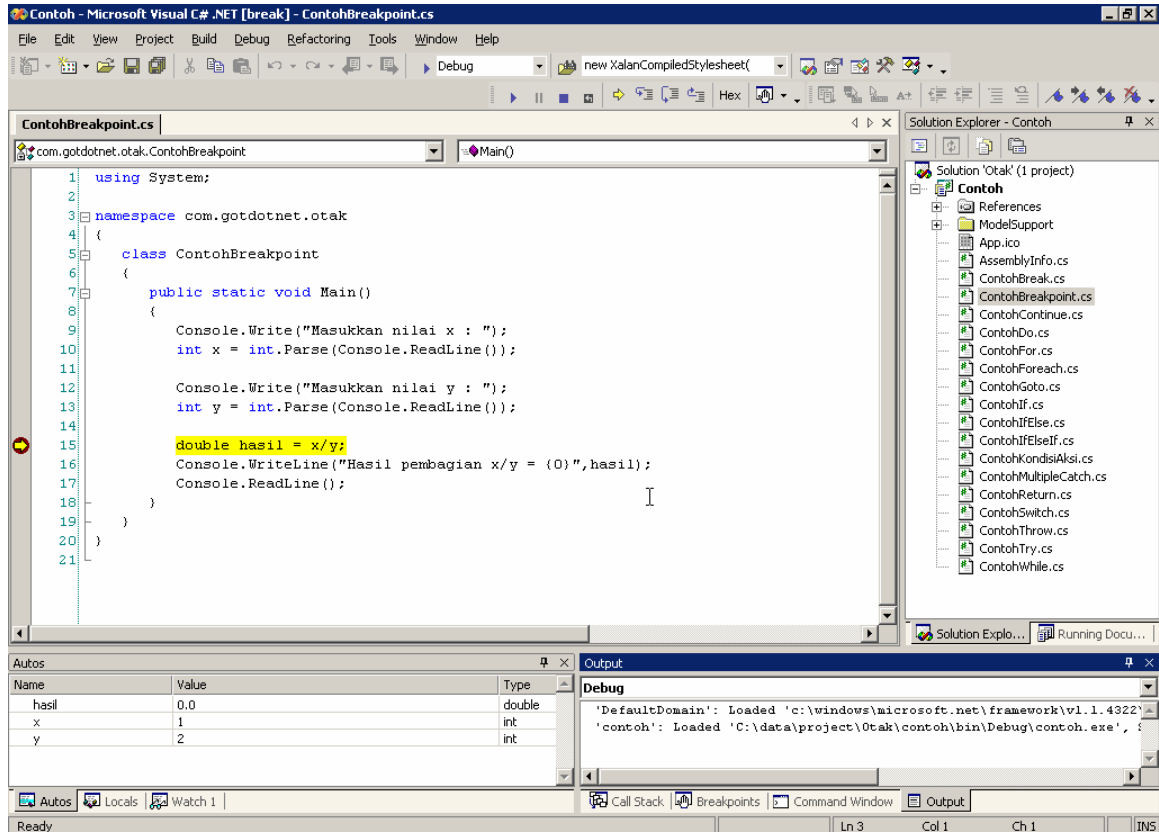 Contoh - Microsoft Visual C# .NET [break] - ContohBreakpoint.cs
File Edit View Project Build Debug Refactoring Tools Window Help
Debug new XalanCompiledStylesheet(
Hex
ContohBreakpoint.cs
com.gotdotnet.otak.ContohBreakpoint Main()
1 using System;
2
3 namespace com.gotdotnet.otak
4 {
5 class ContohBreakpoint
6 {
7 public static void Main()
8 {
9 Console.Write("Masukkan nilai x : ");
10 int x = int.Parse(Console.ReadLine());
11
12 Console.Write("Masukkan nilai y : ");
13 int y = int.Parse(Console.ReadLine());
14
15 double hasil = x/y;
16 Console.WriteLine("Hasil pembagian x/y = {0}",hasil);
17 Console.ReadLine();
18 }
19 }
20 }
21
Solution Explorer - Contoh
Solution 'Otak' (1 project)
Contoh
References
ModelSupport
App.ico
AssemblyInfo.cs
ContohBreak.cs
ContohBreakpoint.cs
ContohContinue.cs
ContohDo.cs
ContohFor.cs
ContohForeach.cs
ContohGoto.cs
ContohIf.cs
ContohIfElse.cs
ContohIfElseIf.cs
ContohKondisiAksi.cs
ContohMultipleCatch.cs
ContohReturn.cs
ContohSwitch.cs
ContohThrow.cs
ContohTry.cs
ContohWhile.cs
Solution Explo... Running Docu...
Autos
Name Value Type
hasil 0.0 double
x 1 int
y 2 int
Autos Locals Watch 1
Output
Debug
'DefaultDomain': Loaded 'c:\windows\microsoft.net\framework\v1.1.4322\
'contoh': Loaded 'C:\data\project\Otak\contoh\bin\Debug\contoh.exe',
Call Stack Breakpoints Command Window Output
Ready Ln 3 Col 1 Ch 1 INS